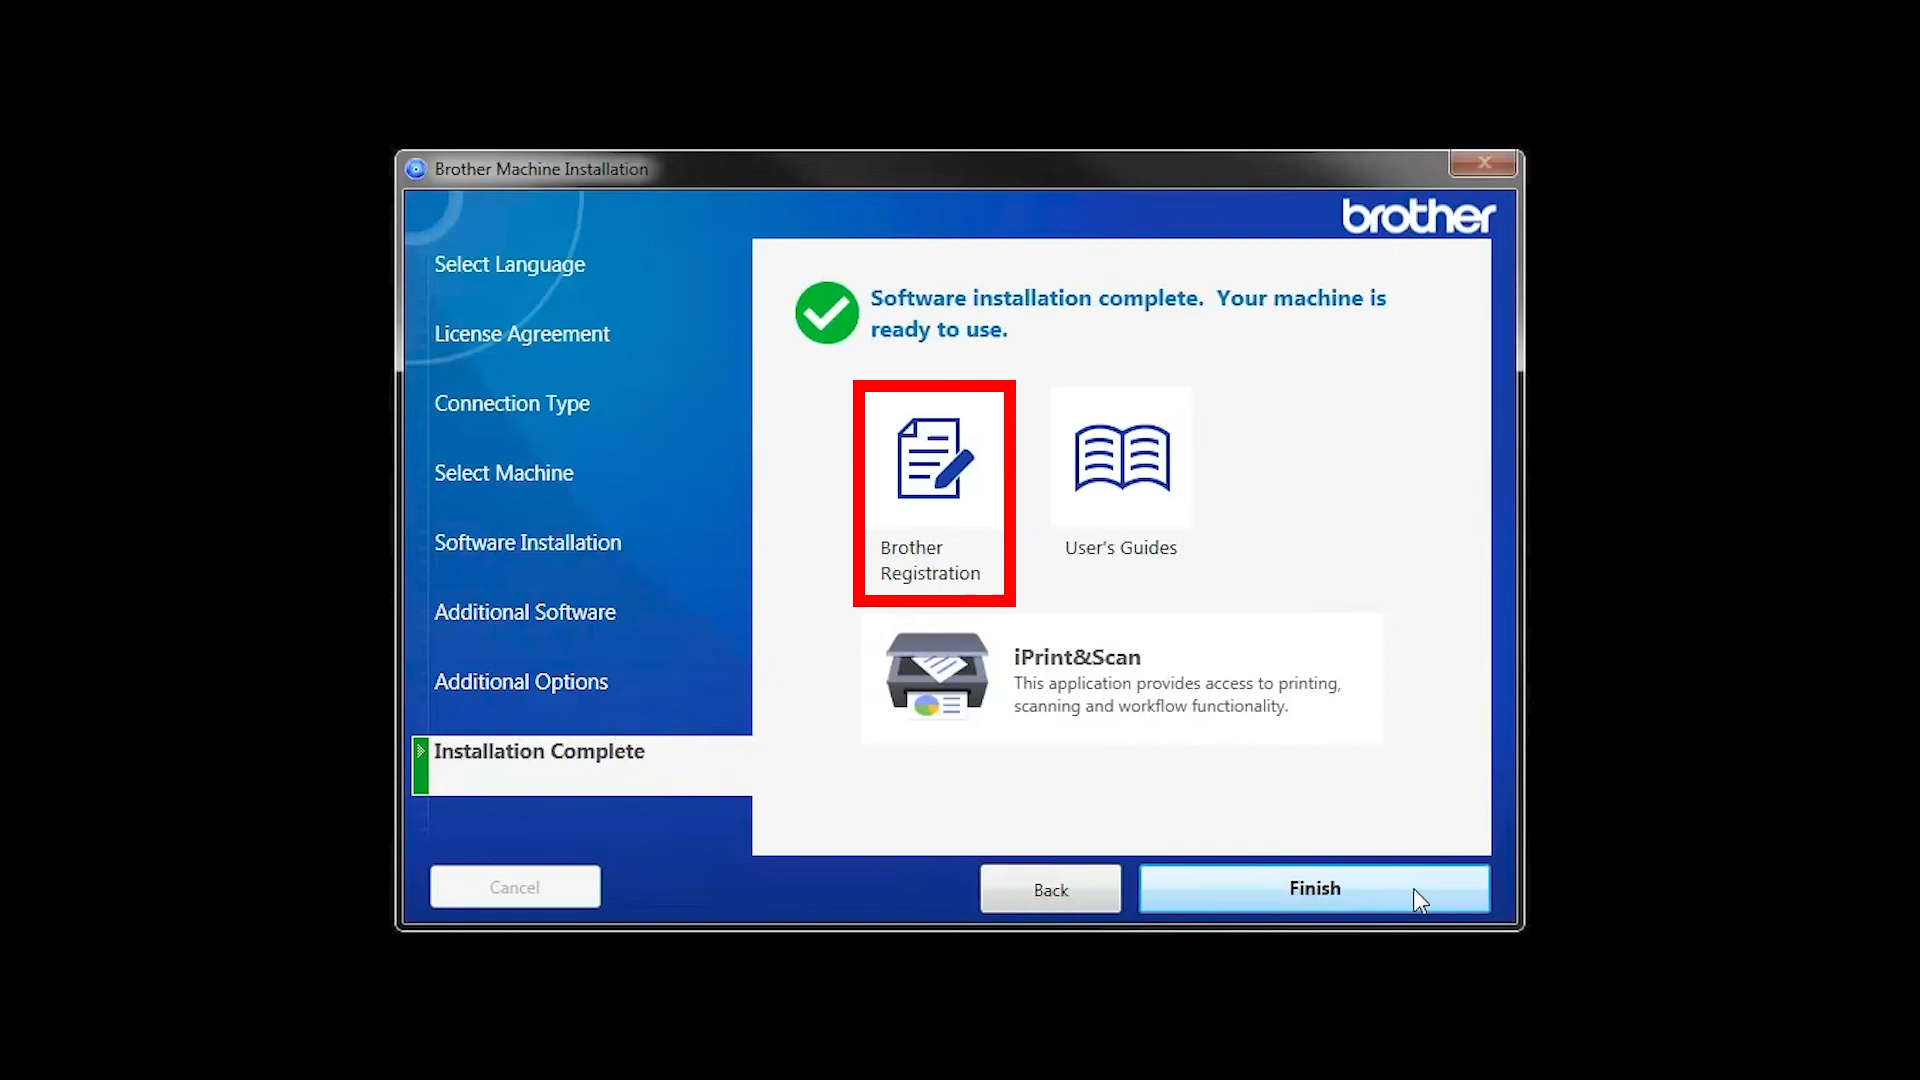 Brother Machine Installation
X
brother
Select Language
License Agreement
Connection Type
Select Machine
Software Installation
Additional Software
Additional Options
Installation Complete
Software installation complete.  Your machine is
ready to use.
Brother
Registration
User's Guides
iPrint&Scan
This application provides access to printing,
scanning and workflow functionality.
Cancel
Back
Finish